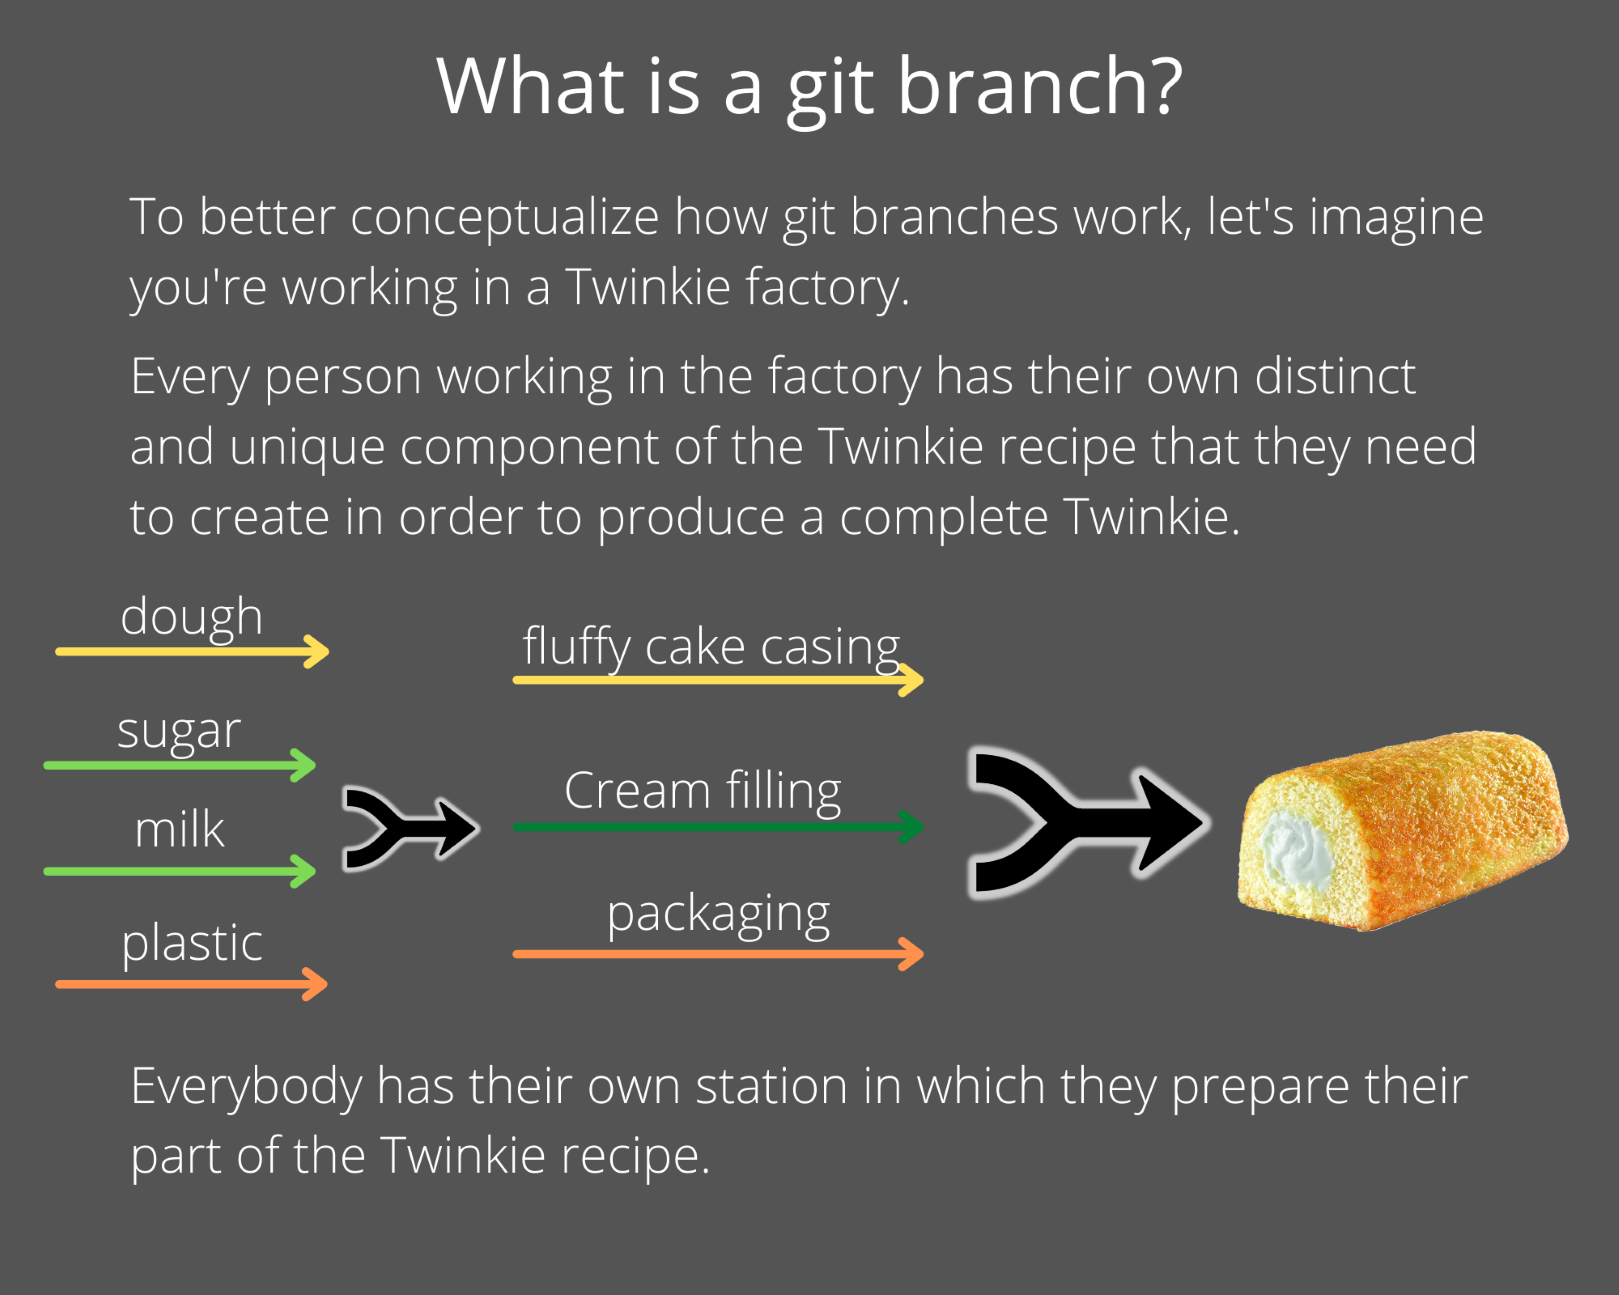 What is a git branch?
To better conceptualize how git branches work, let's imagine
you're working in a Twinkie factory.
Every person working in the factory has their own distinct
and unique component of the Twinkie recipe that they need
to create in order to produce a complete Twinkie.
dough
sugar
milk
plastic
fluffy cake casing
Cream filling
packaging
Everybody has their own station in which they prepare their
part of the Twinkie recipe.